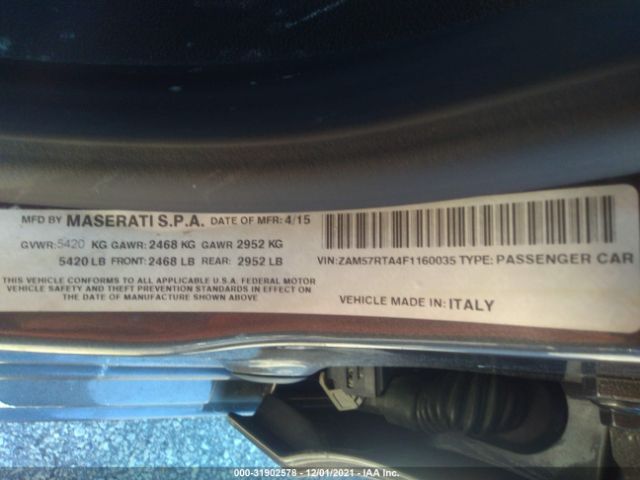 MFD BY MASERATI S.P.A. DATE OF MFR: 4/15
GVWR: 5420 KG GAWR: 2468 KG GAWR 2952 KG
5420 LB FRONT: 2468 LB REAR: 2952 LB
THIS VEHICLE CONFORMS TO ALL APPLICABLE U.S.A. FEDERAL MOTOR
VEHICLE SAFETY AND THEFT PREVENTION STANDARDS IN EFFECT ON
THE DATE OF MANUFACTURE SHOWN ABOVE
VIN: ZAM57RTA4F1160035 TYPE: PASSENGER CAR
VEHICLE MADE IN: ITALY
000-31902578 - 12/01/2021 - IAA Inc.